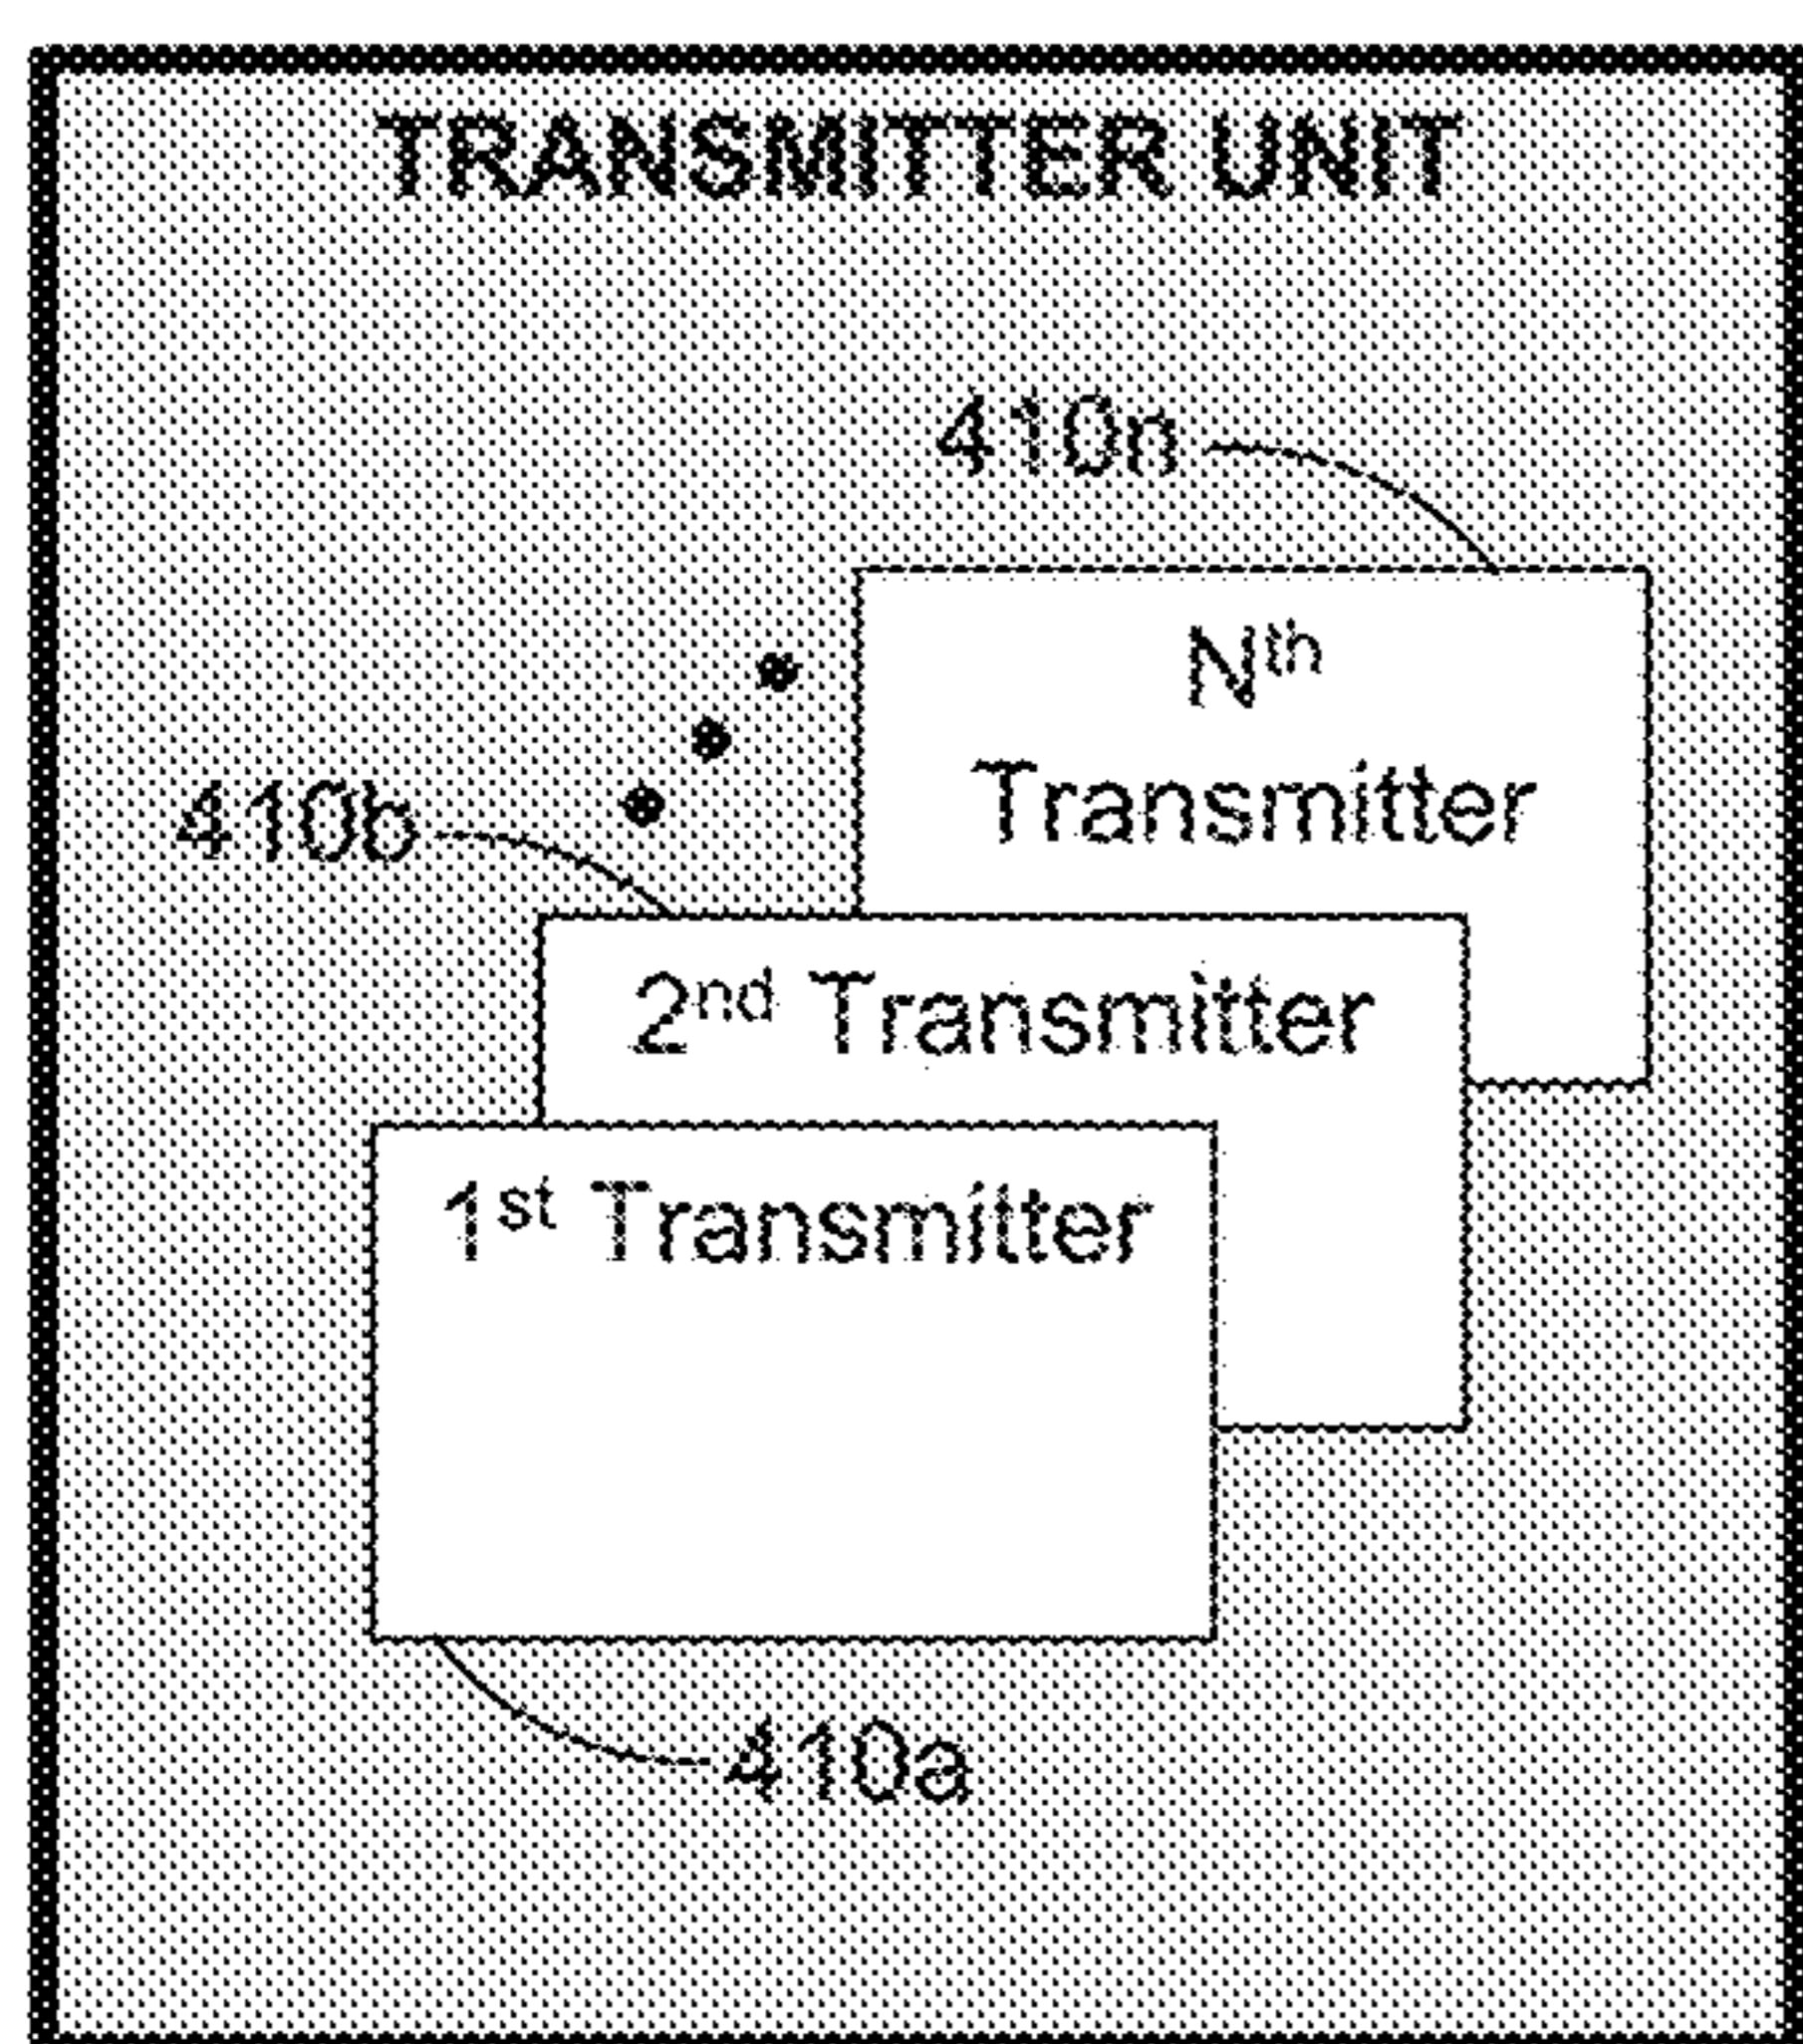 TRANSMITTER UNIT
410n
Nth
Transmitter
410b
2nd Transmitter
1st Transmitter
410a